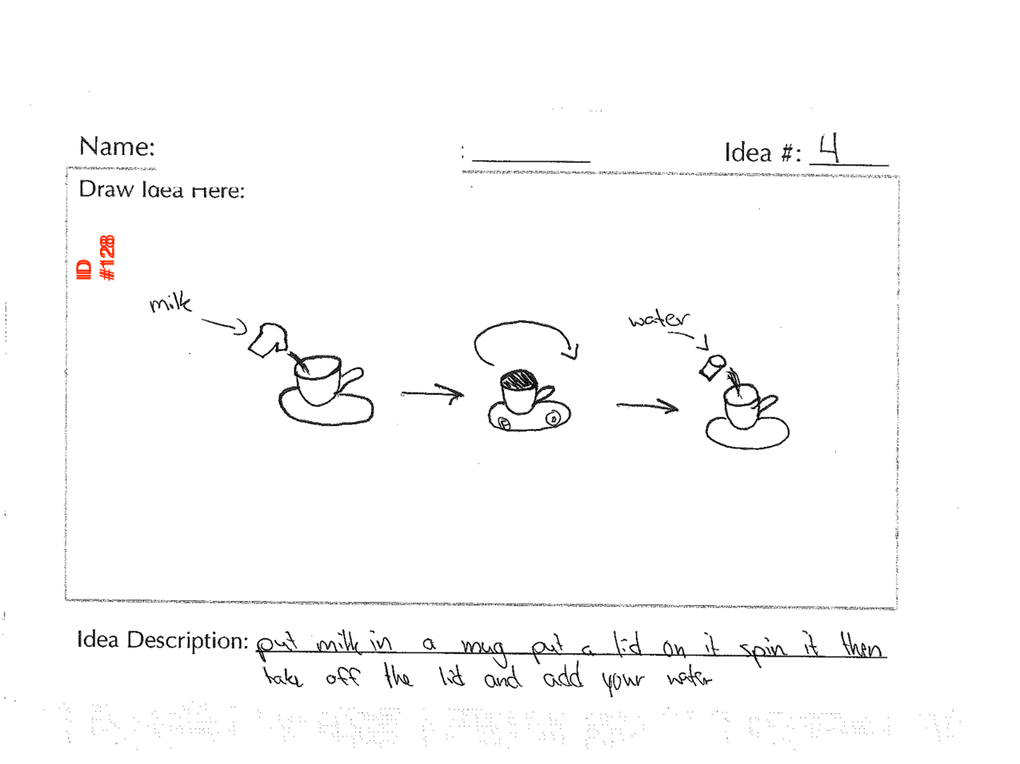 Name:
: Idea #: 4
Draw Idea Here:
ID
#128
milk
water
Idea Description: put milk in a mug put a lid on it spin it then
take off the lid and add your water